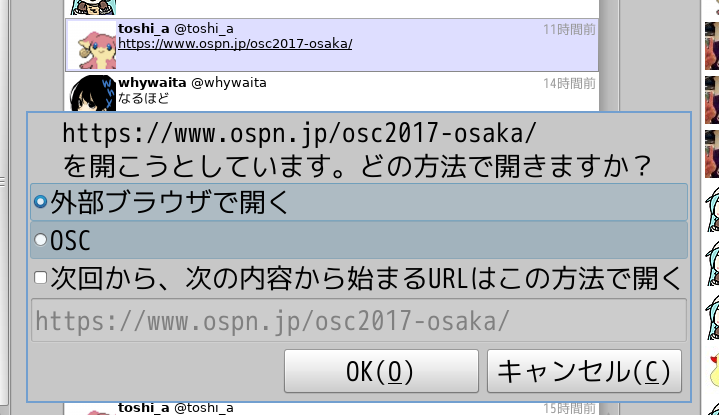 toshi_a @toshi_a 11時間前
https://www.ospn.jp/osc2017-osaka/
whywaita @whywaita 14時間前
なるほど
https://www.ospn.jp/osc2017-osaka/
を開こうとしています。どの方法で開きますか？
外部ブラウザで開く
OSC
次回から、次の内容から始まるURLはこの方法で開く
https://www.ospn.jp/osc2017-osaka/
OK(O) キャンセル(C)
toshi_a @toshi_a 15時間前